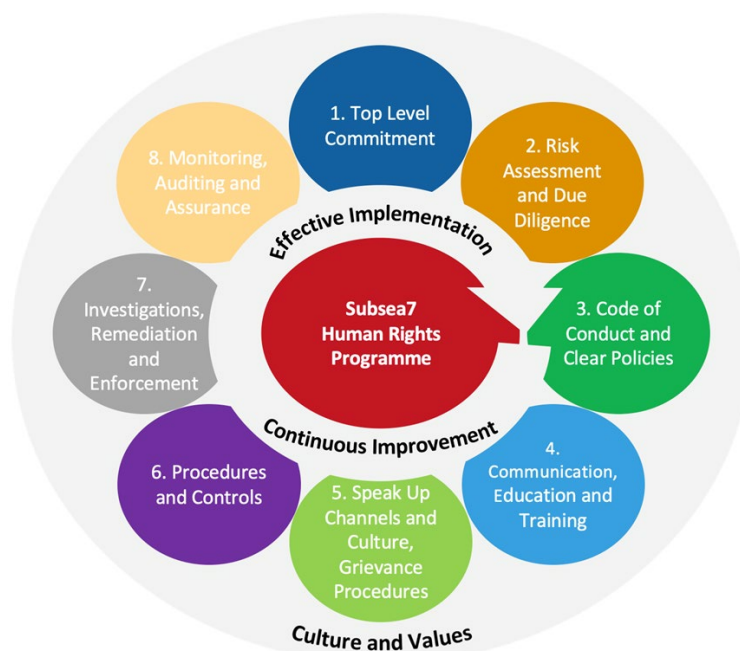 1. Top Level
Commitment
2. Risk
Assessment
and Due
Diligence
3. Code of
Conduct and
Clear Policies
4.
Communication,
Education and
Training
5. Speak Up
Channels and
Culture,
Grievance
Procedures
6. Procedures
and Controls
7.
Investigations,
Remediation
and
Enforcement
8. Monitoring,
Auditing and
Assurance
Effective Implementation
Subsea7
Human Rights
Programme
Continuous Improvement
Culture and Values